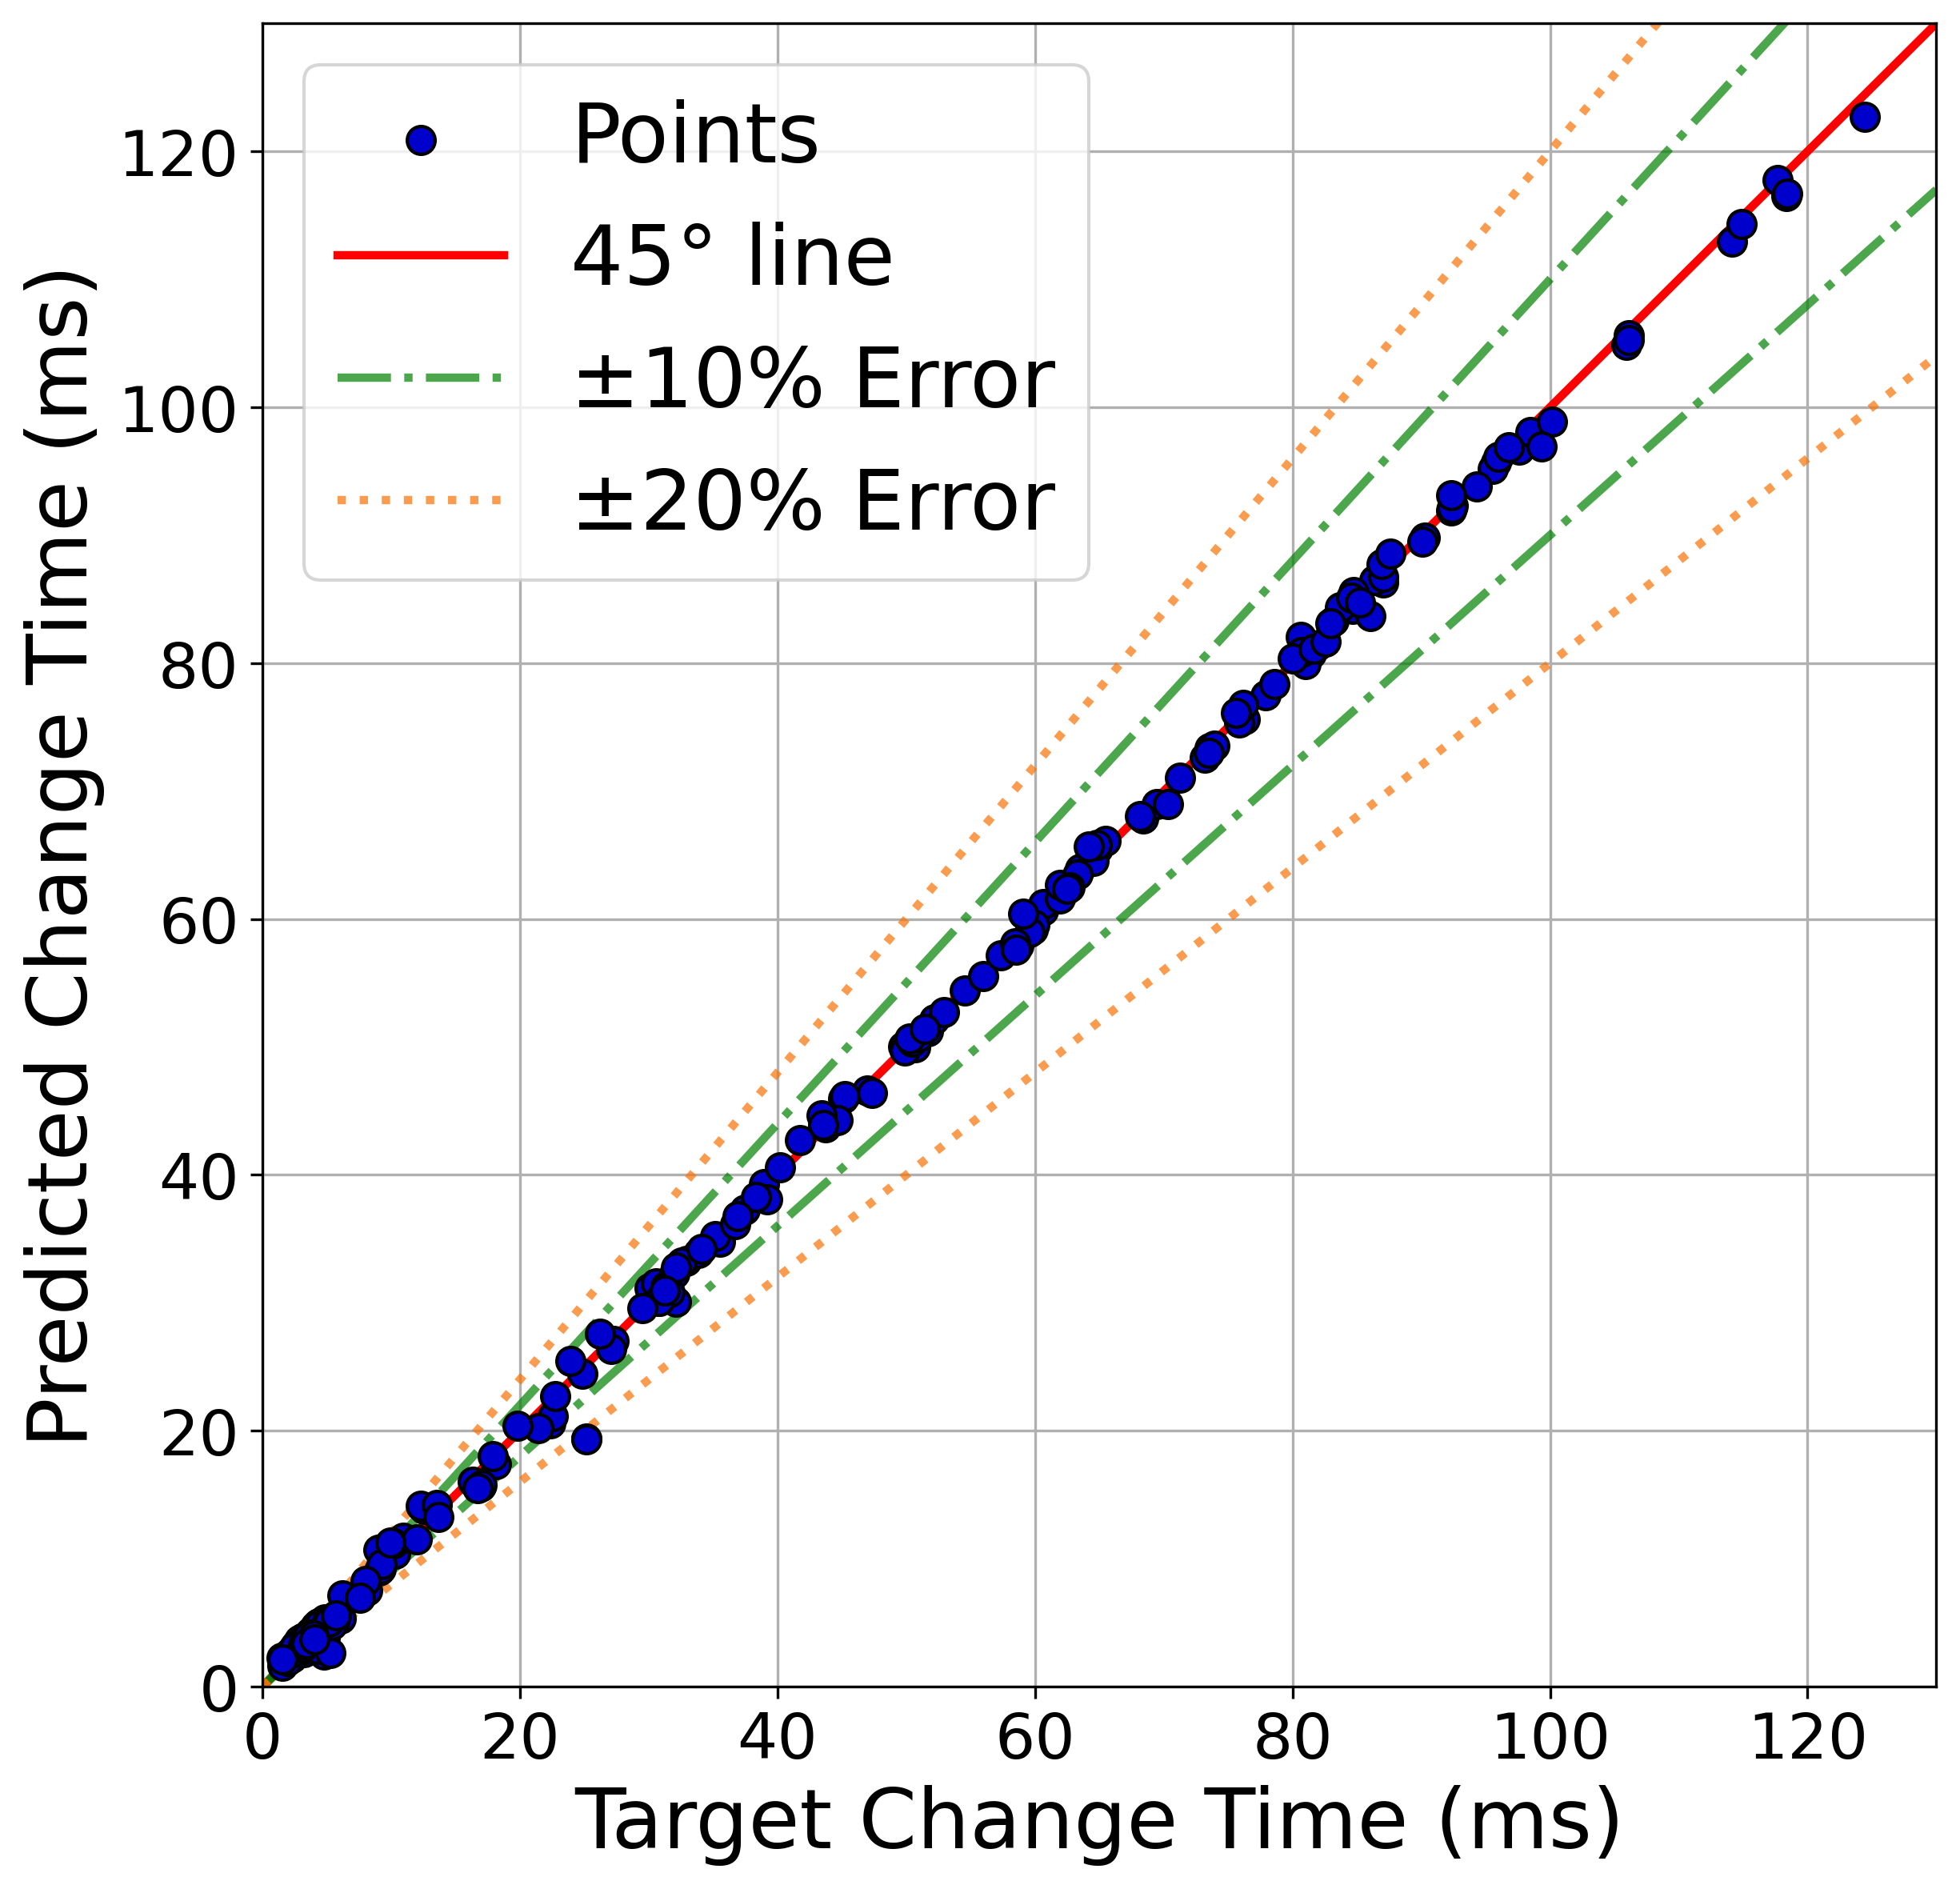 Points
45° line
±10% Error
±20% Error
120
100
80
60
40
20
0
Predicted Change Time (ms)
0 20 40 60 80 100 120
Target Change Time (ms)